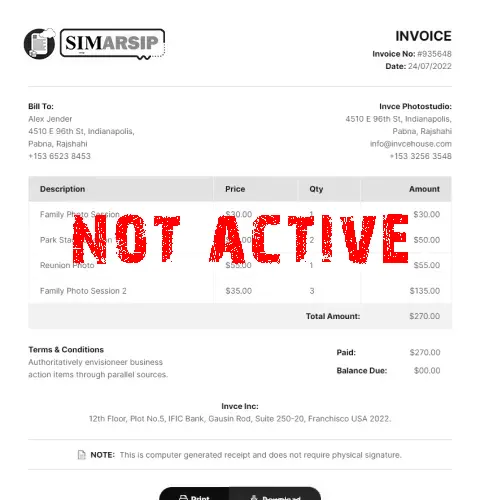 SIMARSIP
INVOICE
Invvce No: #935648
Date: 24/07/2022
Bill To:
Alex Jender
4510 E 96th St, Indianapolis,
Pabna, Rajshahi
+153 6523 8453
Invce Photostudio:
4510 E 96th St, Indianapolis,
Pabna, Rajshahi
info@invcehouse.com
+153 3256 3548
Description Price Qty Amount
Family Photo Session $30.00 1 $30.00
Park 2 $50.00
Reunion Photo $55.00 1 $55.00
Family Photo Session 2 $35.00 3 $135.00
NOT ACTIVE
Total Amount: $270.00
Terms & Conditions
Authoritatively envisioneer business
action items through parallel sources.
Paid: $270.00
Balance Due: $00.00
Invce Inc:
12th Floor, Plot No.5, IFIC Bank, Gausin Rod, Suite 250-20, Franchisco USA 2022.
NOTE: This is computer generated receipt and does not require physical signature.
Print Download